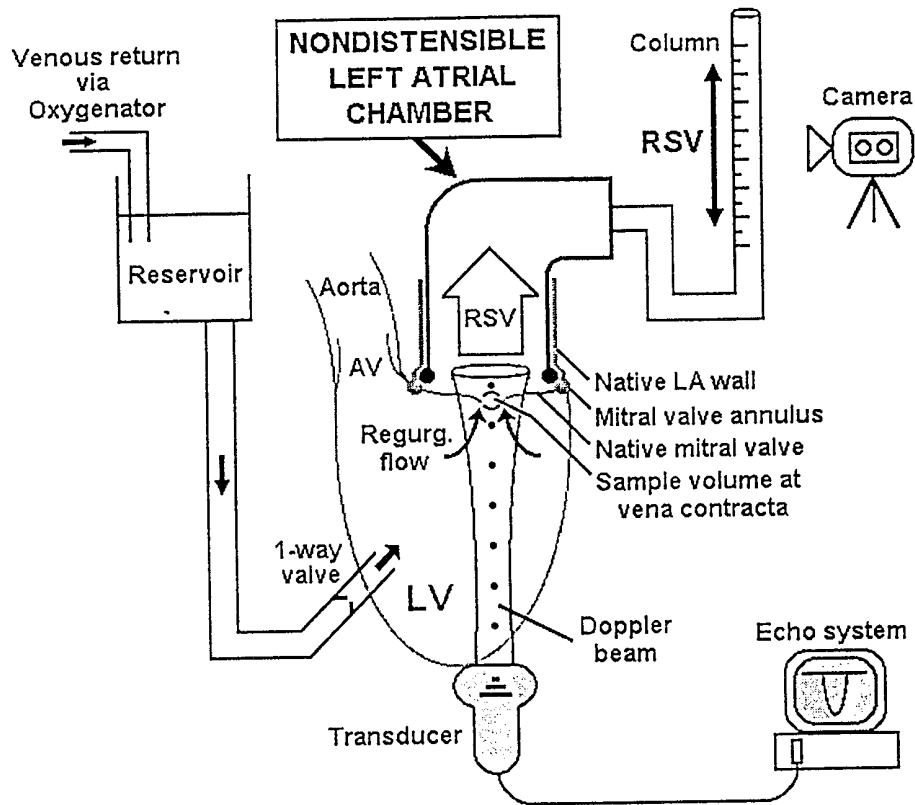 Venous return
via
Oxygenator
NONDISTENSIBLE
LEFT ATRIAL
CHAMBER
Column
RSV
Camera
Reservoir
Aorta
RSV
AV
Regurg.
flow
Native LA wall
Mitral valve annulus
Native mitral valve
Sample volume at
vena contracta
1-way
valve
LV
Doppler
beam
Echo system
Transducer